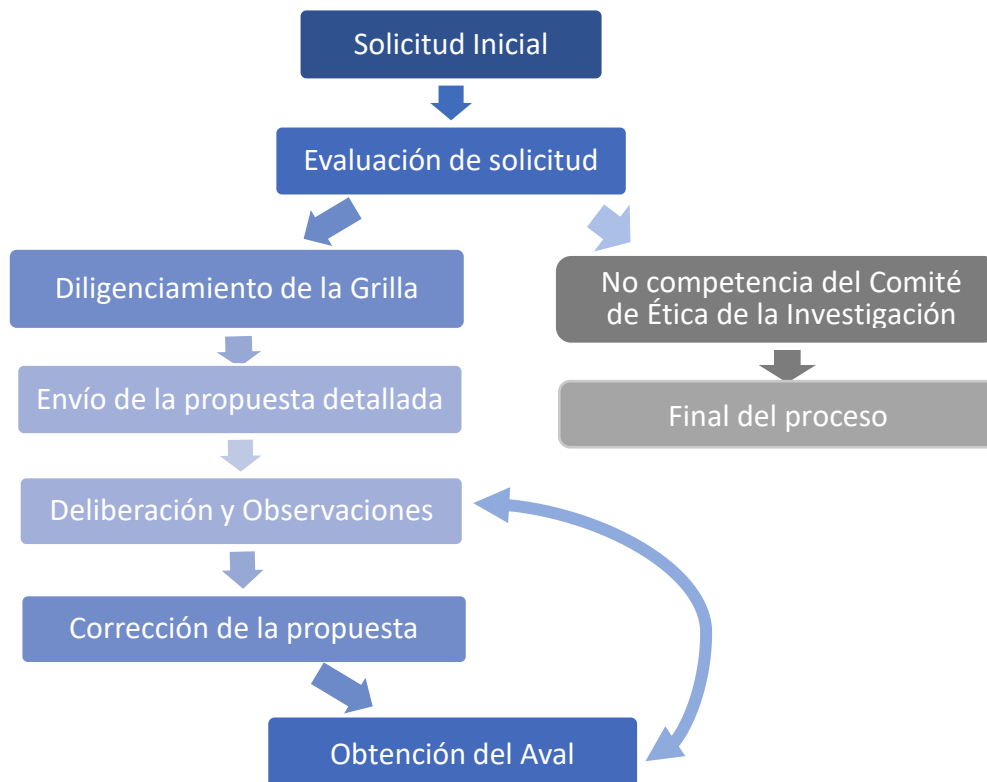 Solicitud Inicial
Evaluación de solicitud
Diligenciamiento de la Grilla
No competencia del Comité
de Ética de la Investigación
Envío de la propuesta detallada
Final del proceso
Deliberación y Observaciones
Corrección de la propuesta
Obtención del Aval